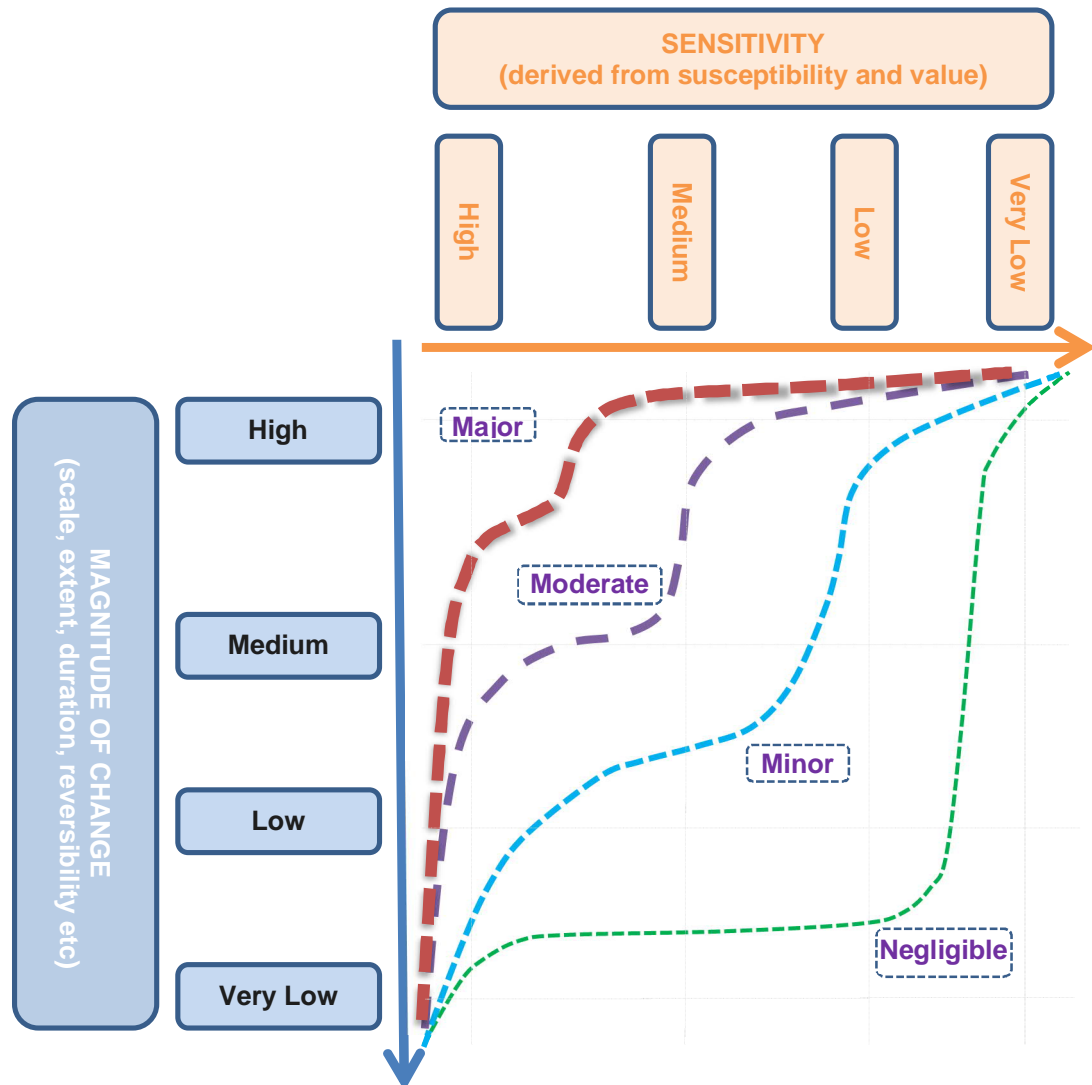 SENSITIVITY
(derived from susceptibility and value)
High
Medium
Low
Very Low
MAGNITUDE OF CHANGE
(scale, extent, duration, reversibility etc)
High
Medium
Low
Very Low
Major
Moderate
Minor
Negligible